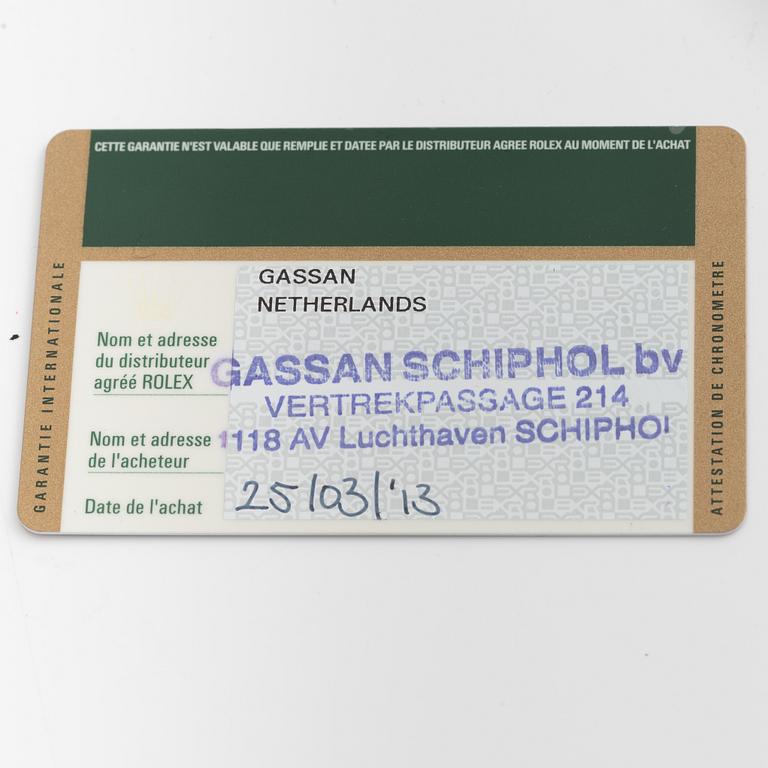 CETTE GARANTIE N'EST VALABLE QUE REMPLIE ET DATEE PAR LE DISTRIBUTEUR AGREE ROLEX AU MOMENT DE L'ACHAT
GARANTIE INTERNATIONALE
GASSAN
NETHERLANDS
Nom et adresse
du distributeur
agréé ROLEX
GASSAN SCHIPHOL bv
VERTREKPASSAGE 214
Nom et adresse
de l'acheteur
1118 AV Luchthaven SCHIPHOL
Date de l'achat
25/03/'13
ATTESTATION DE CHRONOMETRE